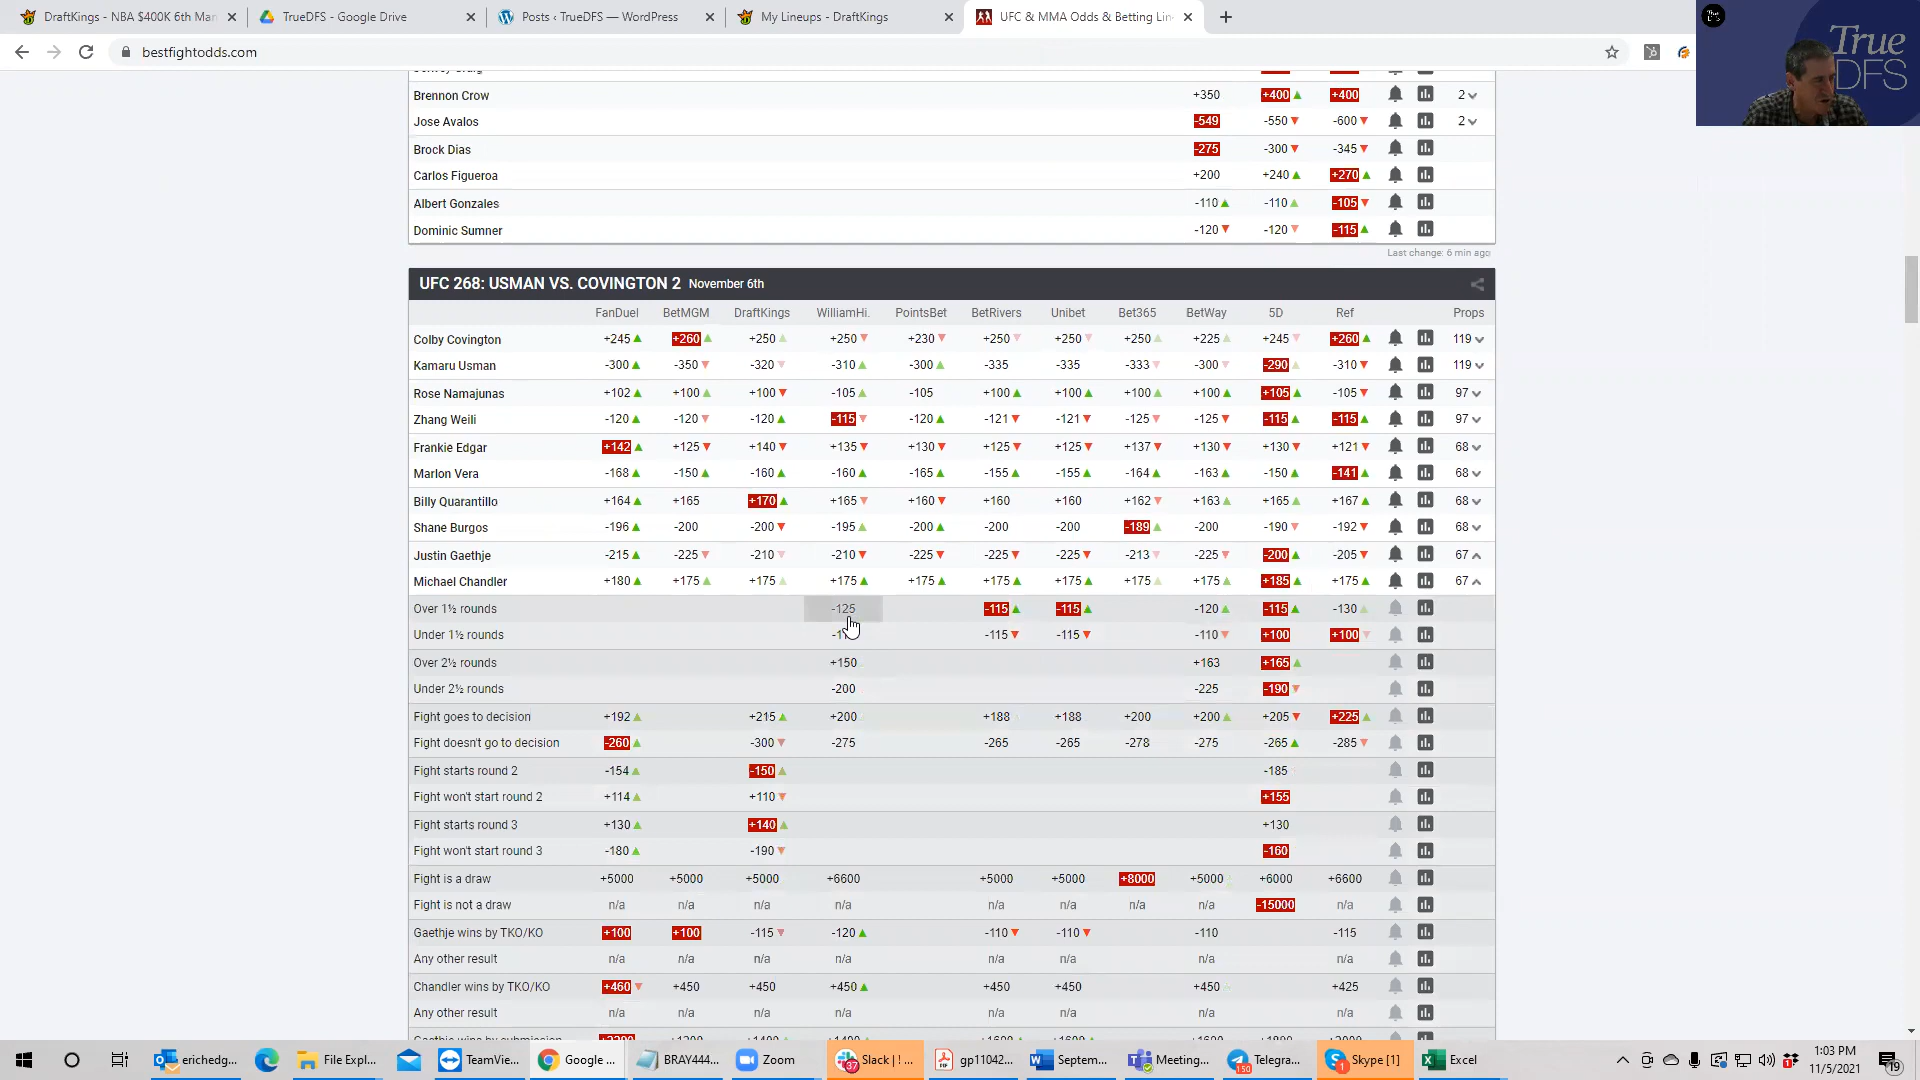 DraftKings - NBA $400K 6th Man
TrueDFS - Google Drive
Posts ‹ TrueDFS — WordPress
My Lineups - DraftKings
UFC & MMA Odds & Betting Lin
bestfightodds.com
True DFS
Brennon Crow +350 +400 +400 2
Jose Avalos -549 -550 -600 2
Brock Dias -275 -300 -345
Carlos Figueroa +200 +240 +270
Albert Gonzales -110 -110 -105
Dominic Sumner -120 -120 -115
Last change: 6 min ago
UFC 268: USMAN VS. COVINGTON 2 November 6th
FanDuel BetMGM DraftKings WilliamHi. PointsBet BetRivers Unibet Bet365 BetWay 5D Ref Props
Colby Covington +245 +260 +250 +250 +230 +250 +250 +250 +225 +245 +260 119
Kamaru Usman -300 -350 -320 -310 -300 -335 -335 -333 -300 -290 -310 119
Rose Namajunas +102 +100 +100 -105 -105 +100 +100 +100 +100 +105 -105 97
Zhang Weili -120 -120 -120 -115 -120 -121 -121 -125 -125 -115 -115 97
Frankie Edgar +142 +125 +140 +135 +130 +125 +125 +137 +130 +130 +121 68
Marlon Vera -168 -150 -160 -160 -165 -155 -155 -164 -163 -150 -141 68
Billy Quarantillo +164 +165 +170 +165 +160 +160 +160 +162 +163 +165 +167 68
Shane Burgos -196 -200 -200 -195 -200 -200 -200 -189 -200 -190 -192 68
Justin Gaethje -215 -225 -210 -210 -225 -225 -225 -213 -225 -200 -205 67
Michael Chandler +180 +175 +175 +175 +175 +175 +175 +175 +175 +185 +175 67
Over 1½ rounds -125 -115 -115 -120 -115 -130
Under 1½ rounds -115 -115 -110 +100 +100
Over 2½ rounds +150 +163 +165
Under 2½ rounds -200 -225 -190
Fight goes to decision +192 +215 +200 +188 +188 +200 +200 +205 +225
Fight doesn't go to decision -260 -300 -275 -265 -265 -278 -275 -265 -285
Fight starts round 2 -154 -150 -185
Fight won't start round 2 +114 +110 +155
Fight starts round 3 +130 +140 +130
Fight won't start round 3 -180 -190 -160
Fight is a draw +5000 +5000 +5000 +6600 +5000 +5000 +8000 +5000 +6000 +6600
Fight is not a draw n/a n/a n/a n/a n/a n/a n/a n/a -15000 n/a
Gaethje wins by TKO/KO +100 +100 -115 -120 -110 -110 -110 -115
Any other result n/a n/a n/a n/a n/a n/a n/a n/a
Chandler wins by TKO/KO +460 +450 +450 +450 +450 +450 +450 +425
Any other result n/a n/a n/a n/a n/a n/a n/a n/a
erichedg...
File Expl...
TeamVie...
Google ...
BRAY444...
Zoom
Slack | ! ...
37
gp11042...
Septem...
Meeting...
Telegra...
150
Skype [1]
Excel
1:03 PM
11/5/2021
19